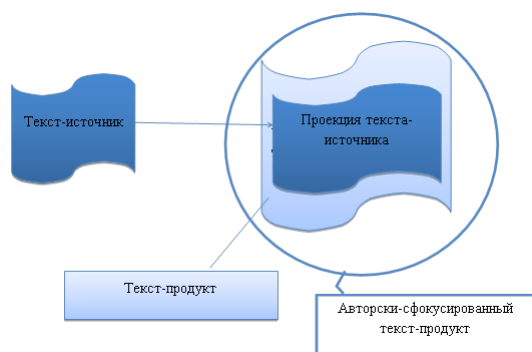 Текст-источник
Проекция текста-
источника
Текст-продукт
Авторски-сфокусированный
текст-продукт